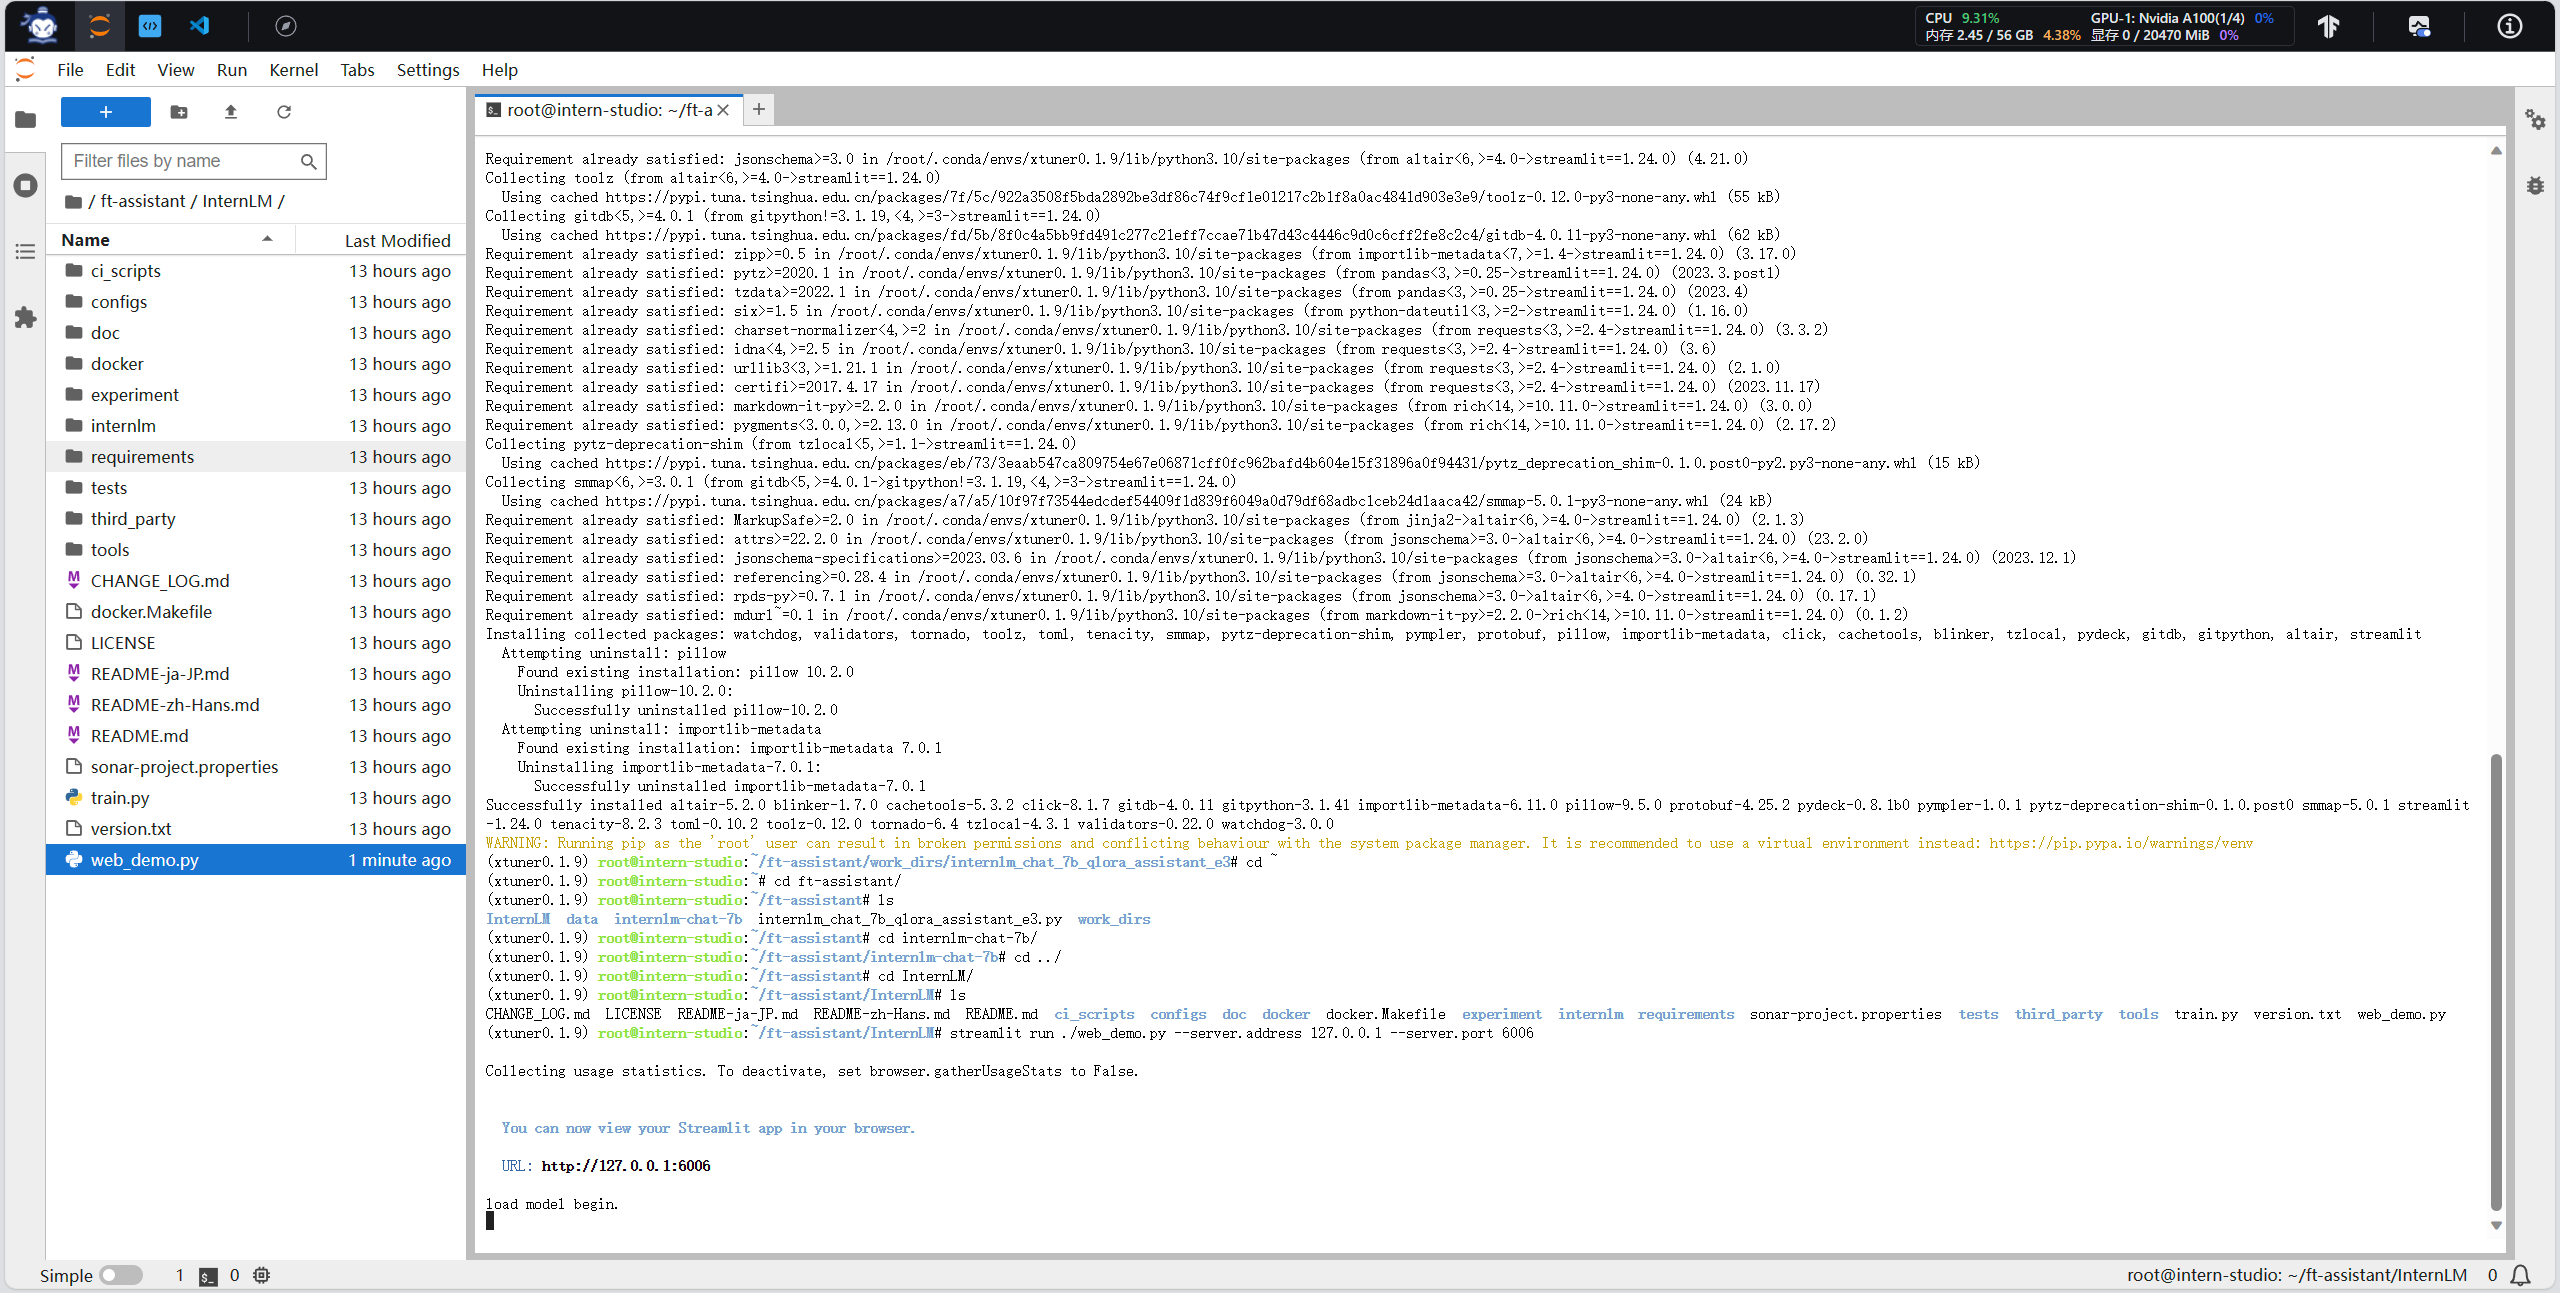 CPU 9.31% GPU-1: Nvidia A100(1/4) 0%
内存 2.45 / 56 GB 4.38% 显存 0 / 20470 MiB 0%
File Edit View Run Kernel Tabs Settings Help
root@intern-studio: ~/ft-a
Filter files by name
/ ft-assistant / InternLM /
Name Last Modified
ci_scripts 13 hours ago
configs 13 hours ago
doc 13 hours ago
docker 13 hours ago
experiment 13 hours ago
internlm 13 hours ago
requirements 13 hours ago
tests 13 hours ago
third_party 13 hours ago
tools 13 hours ago
CHANGE_LOG.md 13 hours ago
docker.Makefile 13 hours ago
LICENSE 13 hours ago
README-ja-JP.md 13 hours ago
README-zh-Hans.md 13 hours ago
README.md 13 hours ago
sonar-project.properties 13 hours ago
train.py 13 hours ago
version.txt 13 hours ago
web_demo.py 1 minute ago
Requirement already satisfied: jsonschema>=3.0 in /root/.conda/envs/xtuner0.1.9/lib/python3.10/site-packages (from altair<6,>=4.0->streamlit==1.24.0) (4.21.0)
Collecting toolz (from altair<6,>=4.0->streamlit==1.24.0)
Using cached https://pypi.tuna.tsinghua.edu.cn/packages/7f/5c/922a3508f5bda2892be3df86c74f9cf1e01217c2b1f8a0ac4841d903e3e9/toolz-0.12.0-py3-none-any.whl (55 kB)
Collecting gitdb<5,>=4.0.1 (from gitpython!=3.1.19,<4,>=3->streamlit==1.24.0)
Using cached https://pypi.tuna.tsinghua.edu.cn/packages/fd/5b/8f0c4a5bb9fd491c277c21eff7ccae71b47d43c4446c9d0c6cff2fe8c2c4/gitdb-4.0.11-py3-none-any.whl (62 kB)
Requirement already satisfied: zipp>=0.5 in /root/.conda/envs/xtuner0.1.9/lib/python3.10/site-packages (from importlib-metadata<7,>=1.4->streamlit==1.24.0) (3.17.0)
Requirement already satisfied: pytz>=2020.1 in /root/.conda/envs/xtuner0.1.9/lib/python3.10/site-packages (from pandas<3,>=0.25->streamlit==1.24.0) (2023.3.post1)
Requirement already satisfied: tzdata>=2022.1 in /root/.conda/envs/xtuner0.1.9/lib/python3.10/site-packages (from pandas<3,>=0.25->streamlit==1.24.0) (2023.4)
Requirement already satisfied: six>=1.5 in /root/.conda/envs/xtuner0.1.9/lib/python3.10/site-packages (from python-dateutil<3,>=2->streamlit==1.24.0) (1.16.0)
Requirement already satisfied: charset-normalizer<4,>=2 in /root/.conda/envs/xtuner0.1.9/lib/python3.10/site-packages (from requests<3,>=2.4->streamlit==1.24.0) (3.3.2)
Requirement already satisfied: idna<4,>=2.5 in /root/.conda/envs/xtuner0.1.9/lib/python3.10/site-packages (from requests<3,>=2.4->streamlit==1.24.0) (3.6)
Requirement already satisfied: urllib3<3,>=1.21.1 in /root/.conda/envs/xtuner0.1.9/lib/python3.10/site-packages (from requests<3,>=2.4->streamlit==1.24.0) (2.1.0)
Requirement already satisfied: certifi>=2017.4.17 in /root/.conda/envs/xtuner0.1.9/lib/python3.10/site-packages (from requests<3,>=2.4->streamlit==1.24.0) (2023.11.17)
Requirement already satisfied: markdown-it-py>=2.2.0 in /root/.conda/envs/xtuner0.1.9/lib/python3.10/site-packages (from rich<14,>=10.11.0->streamlit==1.24.0) (3.0.0)
Requirement already satisfied: pygments<3.0.0,>=2.13.0 in /root/.conda/envs/xtuner0.1.9/lib/python3.10/site-packages (from rich<14,>=10.11.0->streamlit==1.24.0) (2.17.2)
Collecting pytz-deprecation-shim (from tzlocal<5,>=1.1->streamlit==1.24.0)
Using cached https://pypi.tuna.tsinghua.edu.cn/packages/eb/73/3eaab547ca809754e67e06871cff0fc962bafd4b604e15f31896a0f94431/pytz_deprecation_shim-0.1.0.post0-py2.py3-none-any.whl (15 kB)
Collecting smmap<6,>=3.0.1 (from gitdb<5,>=4.0.1->gitpython!=3.1.19,<4,>=3->streamlit==1.24.0)
Using cached https://pypi.tuna.tsinghua.edu.cn/packages/a7/a5/10f97f73544edcdef54409f1d839f6049a0d79df68adbc1ceb24d1aaca42/smmap-5.0.1-py3-none-any.whl (24 kB)
Requirement already satisfied: MarkupSafe>=2.0 in /root/.conda/envs/xtuner0.1.9/lib/python3.10/site-packages (from jinja2->altair<6,>=4.0->streamlit==1.24.0) (2.1.3)
Requirement already satisfied: attrs>=22.2.0 in /root/.conda/envs/xtuner0.1.9/lib/python3.10/site-packages (from jsonschema>=3.0->altair<6,>=4.0->streamlit==1.24.0) (23.2.0)
Requirement already satisfied: jsonschema-specifications>=2023.03.6 in /root/.conda/envs/xtuner0.1.9/lib/python3.10/site-packages (from jsonschema>=3.0->altair<6,>=4.0->streamlit==1.24.0) (2023.12.1)
Requirement already satisfied: referencing>=0.28.4 in /root/.conda/envs/xtuner0.1.9/lib/python3.10/site-packages (from jsonschema>=3.0->altair<6,>=4.0->streamlit==1.24.0) (0.32.1)
Requirement already satisfied: rpds-py>=0.7.1 in /root/.conda/envs/xtuner0.1.9/lib/python3.10/site-packages (from jsonschema>=3.0->altair<6,>=4.0->streamlit==1.24.0) (0.17.1)
Requirement already satisfied: mdurl~=0.1 in /root/.conda/envs/xtuner0.1.9/lib/python3.10/site-packages (from markdown-it-py>=2.2.0->rich<14,>=10.11.0->streamlit==1.24.0) (0.1.2)
Installing collected packages: watchdog, validators, tornado, toolz, toml, tenacity, smmap, pytz-deprecation-shim, pympler, protobuf, pillow, importlib-metadata, click, cachetools, blinker, tzlocal, pydeck, gitdb, gitpython, altair, streamlit
Attempting uninstall: pillow
Found existing installation: pillow 10.2.0
Uninstalling pillow-10.2.0:
Successfully uninstalled pillow-10.2.0
Attempting uninstall: importlib-metadata
Found existing installation: importlib-metadata 7.0.1
Uninstalling importlib-metadata-7.0.1:
Successfully uninstalled importlib-metadata-7.0.1
Successfully installed altair-5.2.0 blinker-1.7.0 cachetools-5.3.2 click-8.1.7 gitdb-4.0.11 gitpython-3.1.41 importlib-metadata-6.11.0 pillow-9.5.0 protobuf-4.25.2 pydeck-0.8.1b0 pympler-1.0.1 pytz-deprecation-shim-0.1.0.post0 smmap-5.0.1 streamlit
-1.24.0 tenacity-8.2.3 toml-0.10.2 toolz-0.12.0 tornado-6.4 tzlocal-4.3.1 validators-0.22.0 watchdog-3.0.0
WARNING: Running pip as the 'root' user can result in broken permissions and conflicting behaviour with the system package manager. It is recommended to use a virtual environment instead: https://pip.pypa.io/warnings/venv
(xtuner0.1.9) root@intern-studio:~/ft-assistant/work_dirs/internlm_chat_7b_qlora_assistant_e3# cd ~
(xtuner0.1.9) root@intern-studio:~# cd ft-assistant/
(xtuner0.1.9) root@intern-studio:~/ft-assistant# ls
InternLM data internlm-chat-7b internlm_chat_7b_qlora_assistant_e3.py work_dirs
(xtuner0.1.9) root@intern-studio:~/ft-assistant# cd internlm-chat-7b/
(xtuner0.1.9) root@intern-studio:~/ft-assistant/internlm-chat-7b# cd ../
(xtuner0.1.9) root@intern-studio:~/ft-assistant# cd InternLM/
(xtuner0.1.9) root@intern-studio:~/ft-assistant/InternLM# ls
CHANGE_LOG.md LICENSE README-ja-JP.md README-zh-Hans.md README.md ci_scripts configs doc docker docker.Makefile experiment internlm requirements sonar-project.properties tests third_party tools train.py version.txt web_demo.py
(xtuner0.1.9) root@intern-studio:~/ft-assistant/InternLM# streamlit run ./web_demo.py --server.address 127.0.0.1 --server.port 6006
Collecting usage statistics. To deactivate, set browser.gatherUsageStats to False.
You can now view your Streamlit app in your browser.
URL: http://127.0.0.1:6006
load model begin.
Simple 1 0 root@intern-studio: ~/ft-assistant/InternLM 0